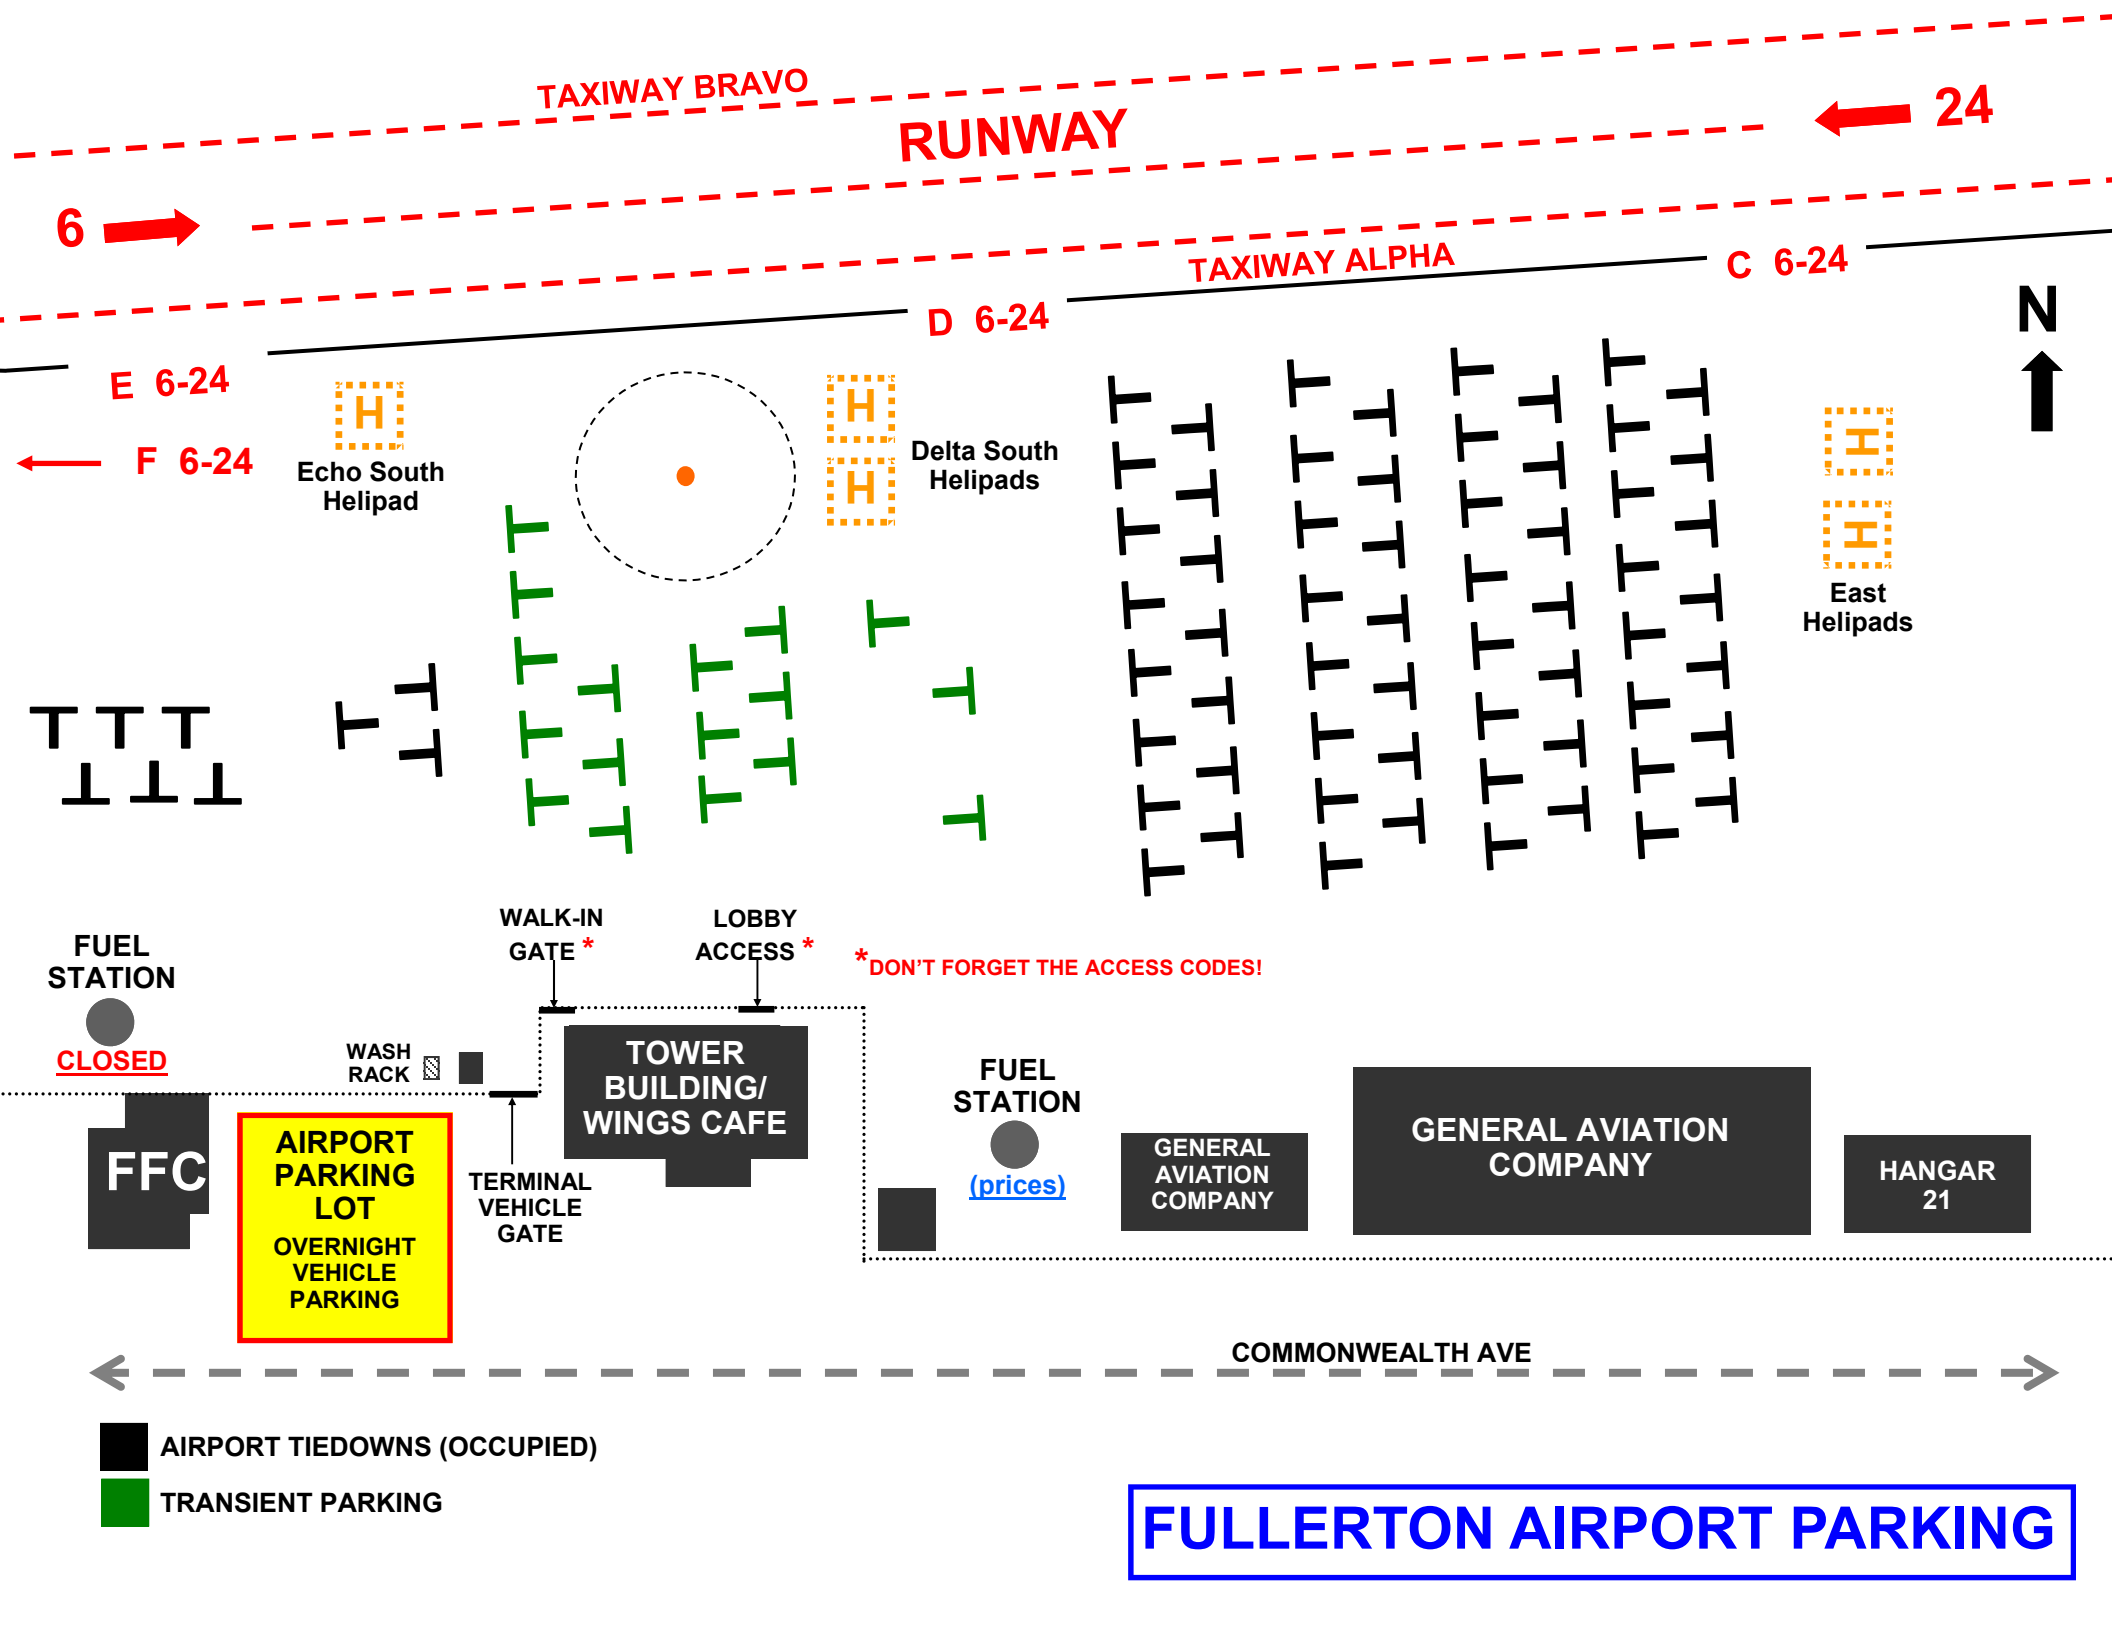 TAXIWAY BRAVO
RUNWAY
24
6
TAXIWAY ALPHA
C 6-24
D 6-24
N
E 6-24
F 6-24
H
Echo South
Helipad
H
H
Delta South
Helipads
H
H
East
Helipads
WALK-IN
GATE *
LOBBY
ACCESS *
*DON'T FORGET THE ACCESS CODES!
FUEL
STATION
CLOSED
WASH
RACK
TOWER
BUILDING/
WINGS CAFE
FUEL
STATION
(prices)
GENERAL
AVIATION
COMPANY
GENERAL AVIATION
COMPANY
HANGAR
21
FFC
AIRPORT
PARKING
LOT
OVERNIGHT
VEHICLE
PARKING
TERMINAL
VEHICLE
GATE
COMMONWEALTH AVE
AIRPORT TIEDOWNS (OCCUPIED)
TRANSIENT PARKING
FULLERTON AIRPORT PARKING